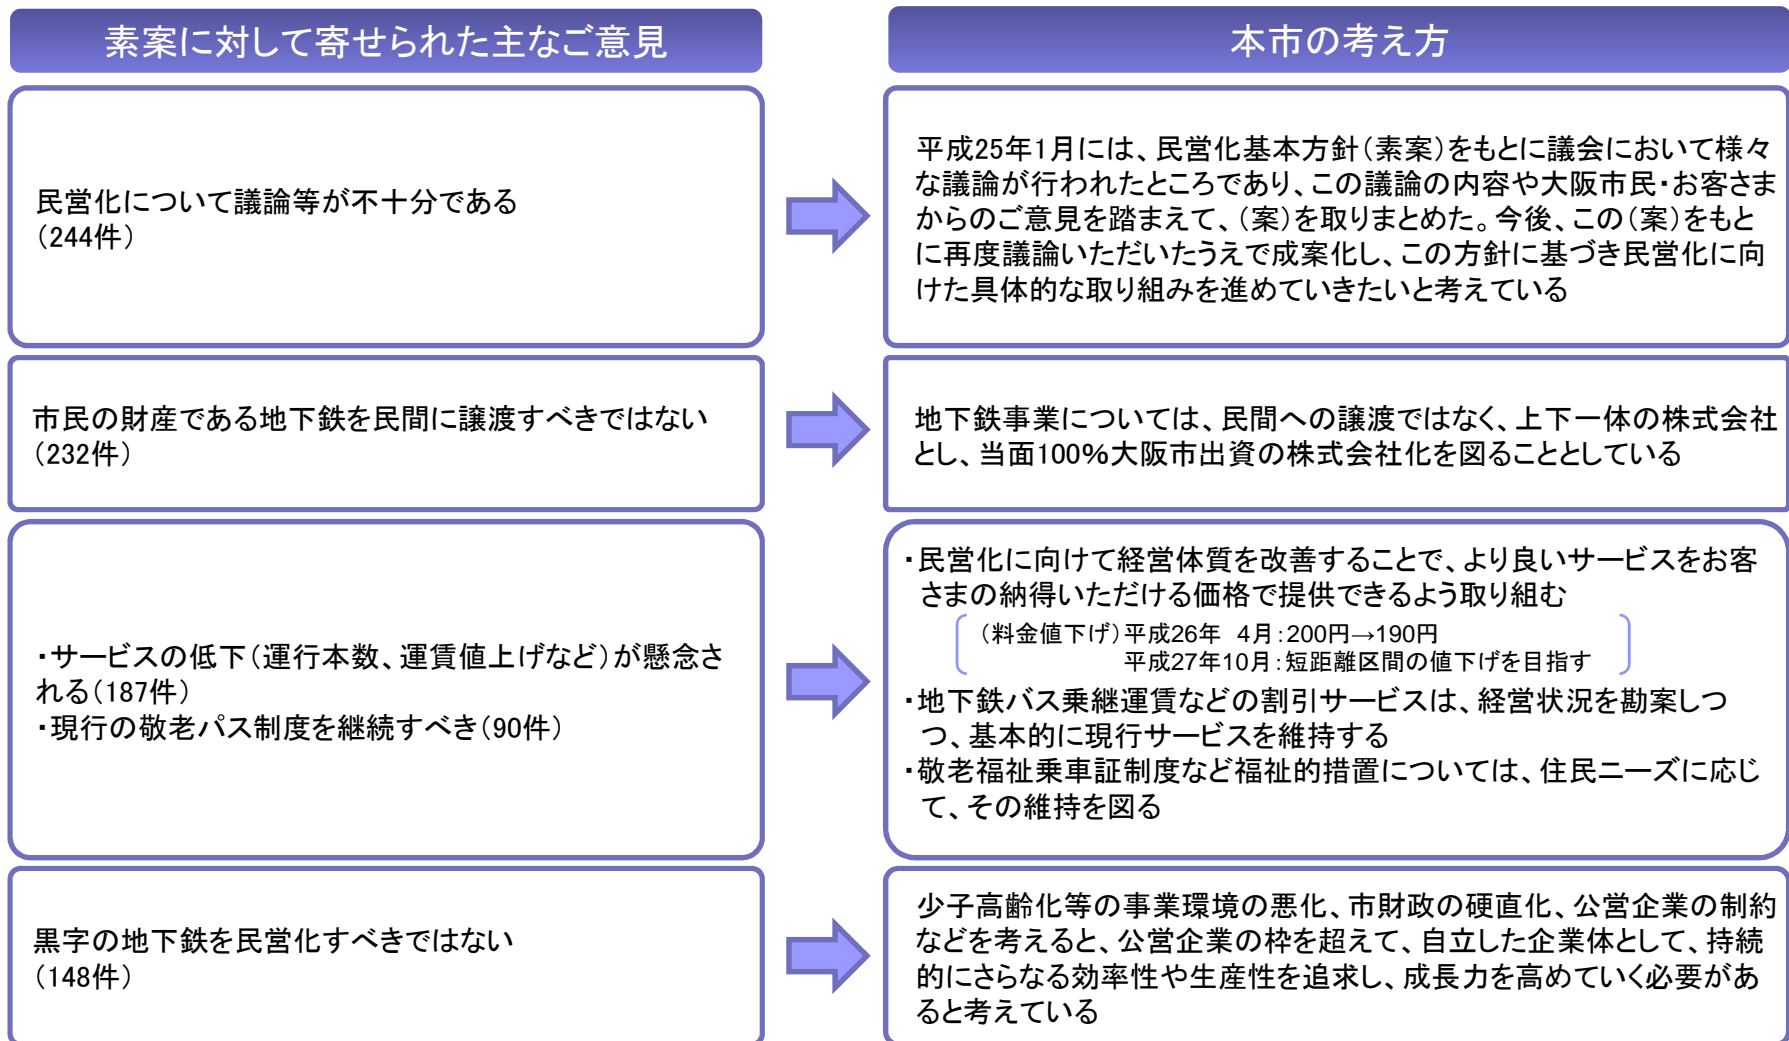 素案に対して寄せられた主なご意見
本市の考え方
民営化について議論等が不十分である
(244件)
平成25年1月には、民営化基本方針(素案)をもとに議会において様々
な議論が行われたところであり、この議論の内容や大阪市民・お客さま
からのご意見を踏まえて、(案)を取りまとめた。今後、この(案)をもと
に再度議論いただいたうえで成案化し、この方針に基づき民営化に向
けた具体的な取り組みを進めていきたいと考えている
市民の財産である地下鉄を民間に譲渡すべきではない
(232件)
地下鉄事業については、民間への譲渡ではなく、上下一体の株式会社
とし、当面100%大阪市出資の株式会社化を図ることとしている
・サービスの低下(運行本数、運賃値上げなど)が懸念さ
れる(187件)
・現行の敬老パス制度を継続すべき(90件)
・民営化に向けて経営体質を改善することで、より良いサービスをお客
さまの納得いただける価格で提供できるよう取り組む
(料金値下げ)平成26年 4月:200円→190円
平成27年10月:短距離区間の値下げを目指す
・地下鉄バス乗継運賃などの割引サービスは、経営状況を勘案しつ
つ、基本的に現行サービスを維持する
・敬老福祉乗車証制度など福祉的措置については、住民ニーズに応じ
て、その維持を図る
黒字の地下鉄を民営化すべきではない
(148件)
少子高齢化等の事業環境の悪化、市財政の硬直化、公営企業の制約
などを考えると、公営企業の枠を超えて、自立した企業体として、持続
的にさらなる効率性や生産性を追求し、成長力を高めていく必要があ
ると考えている